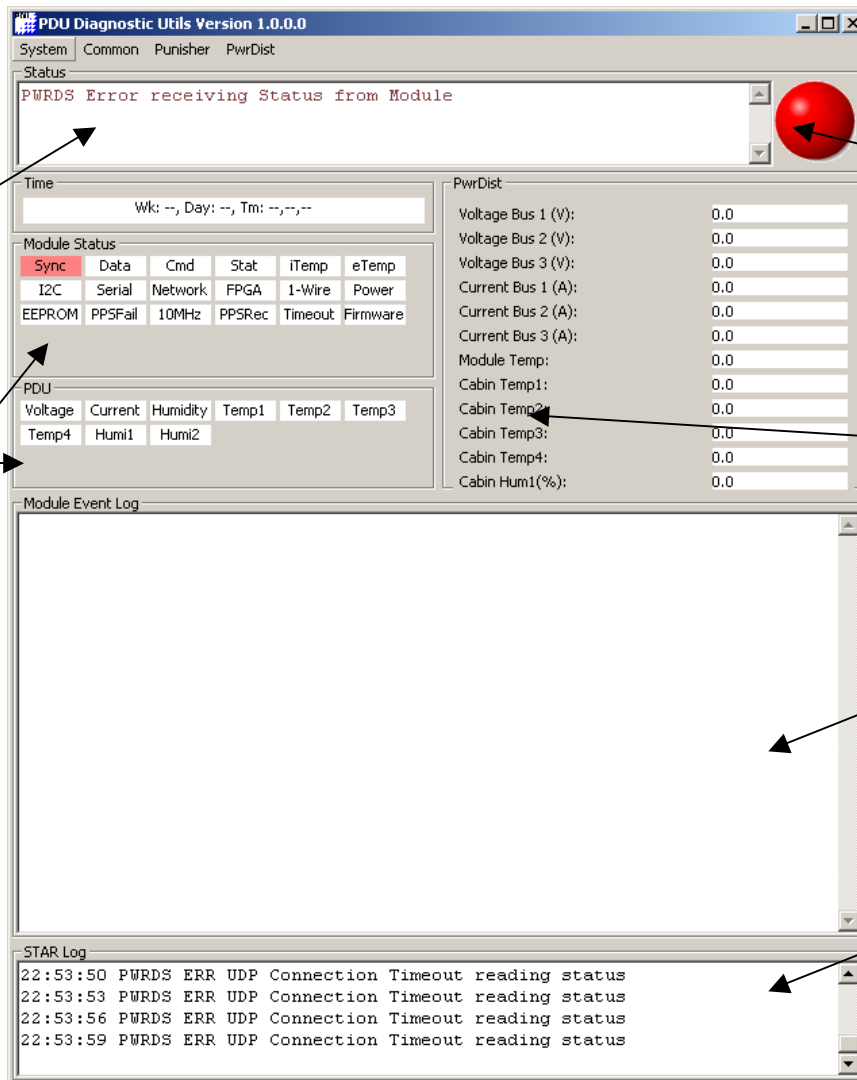 PDU Diagnostic Utils Version 1.0.0.0
System Common Punisher PwrDist
Status
PWRDS Error receiving Status from Module
Time
Wk: --, Day: --, Tm: --,--,--
Module Status
Sync Data Cmd Stat iTemp eTemp
I2C Serial Network FPGA 1-Wire Power
EEPROM PPSFail 10MHz PPSRec Timeout Firmware
PDU
Voltage Current Humidity Temp1 Temp2 Temp3
Temp4 Humi1 Humi2
PwrDist
Voltage Bus 1 (V): 0.0
Voltage Bus 2 (V): 0.0
Voltage Bus 3 (V): 0.0
Current Bus 1 (A): 0.0
Current Bus 2 (A): 0.0
Current Bus 3 (A): 0.0
Module Temp: 0.0
Cabin Temp1: 0.0
Cabin Temp2: 0.0
Cabin Temp3: 0.0
Cabin Temp4: 0.0
Cabin Hum1(%): 0.0
Module Event Log
STAR Log
22:53:50 PWRDS ERR UDP Connection Timeout reading status
22:53:53 PWRDS ERR UDP Connection Timeout reading status
22:53:56 PWRDS ERR UDP Connection Timeout reading status
22:53:59 PWRDS ERR UDP Connection Timeout reading status